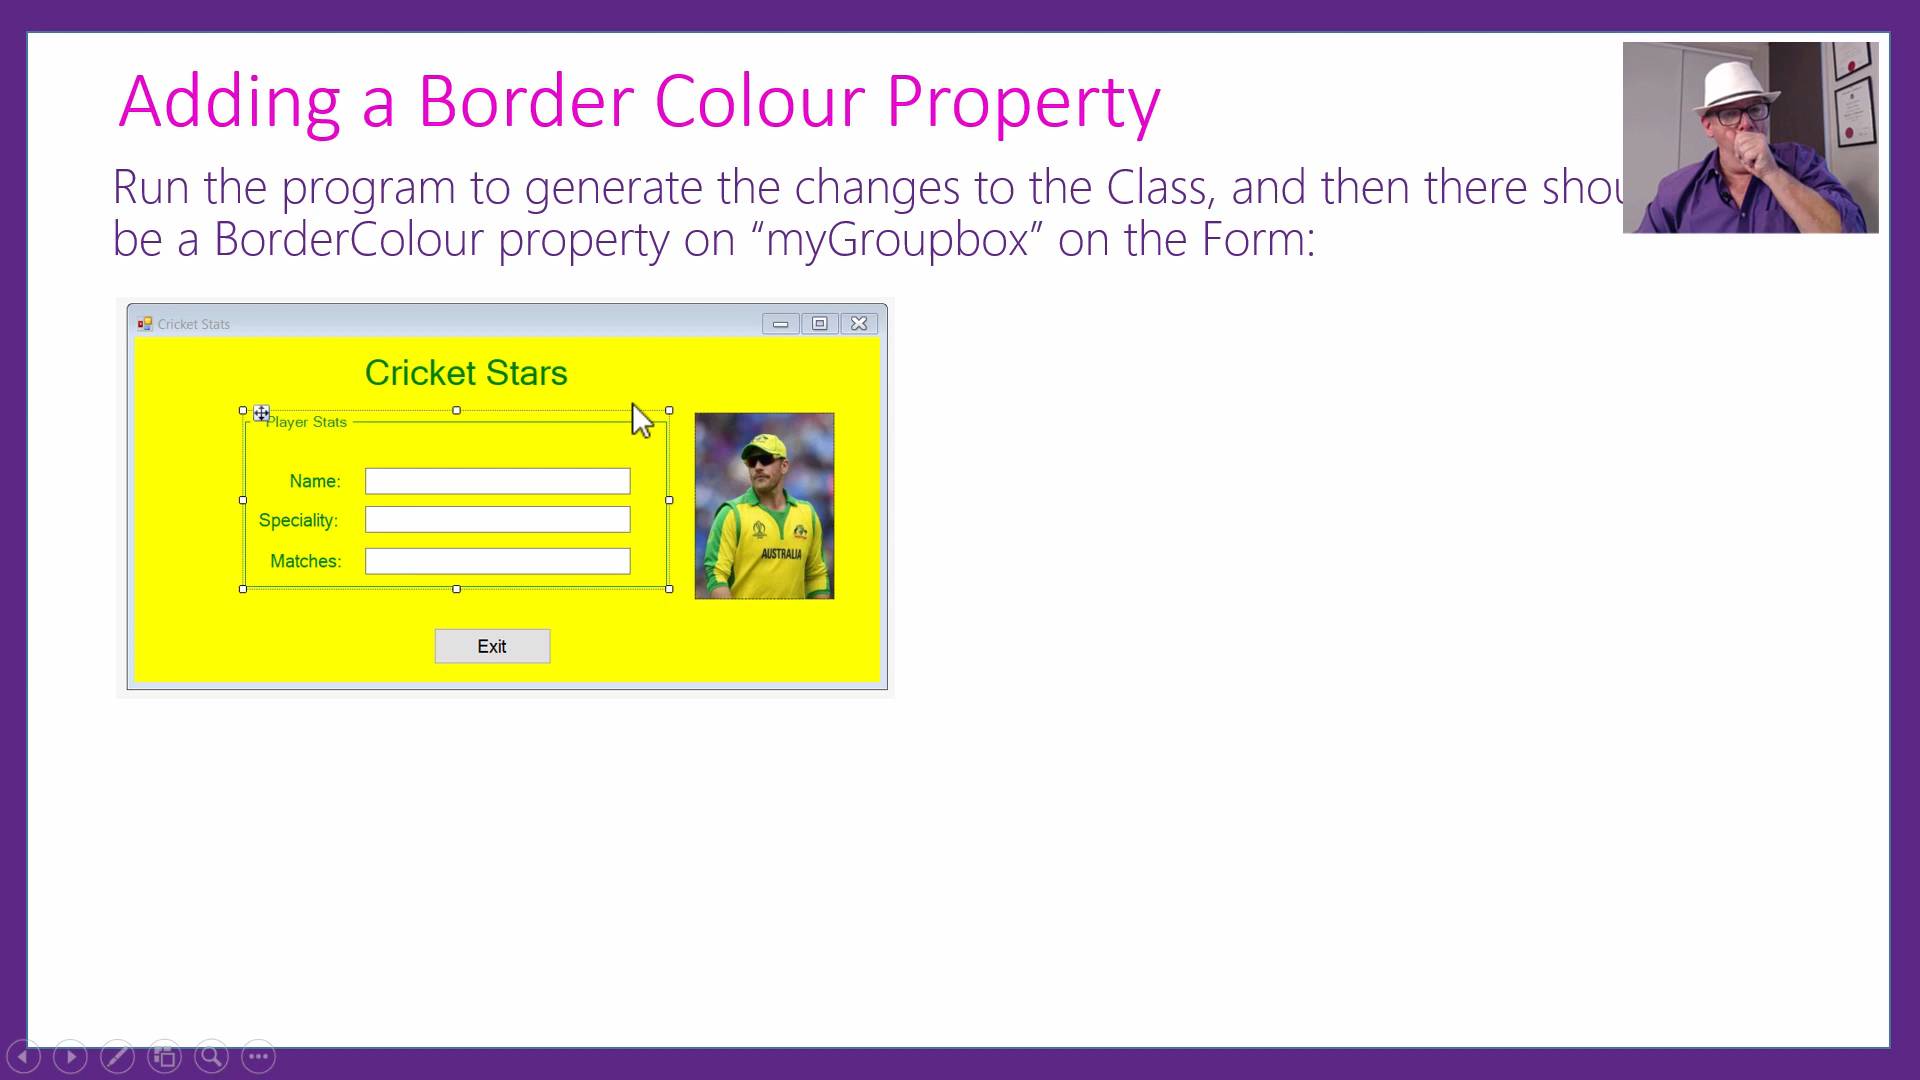 Adding a Border Colour Property
Run the program to generate the changes to the Class, and then there
be a BorderColour property on “myGroupbox” on the Form:
Cricket Stats
Cricket Stars
Player Stats
Name:
Speciality:
Matches:
AUSTRALIA
Exit